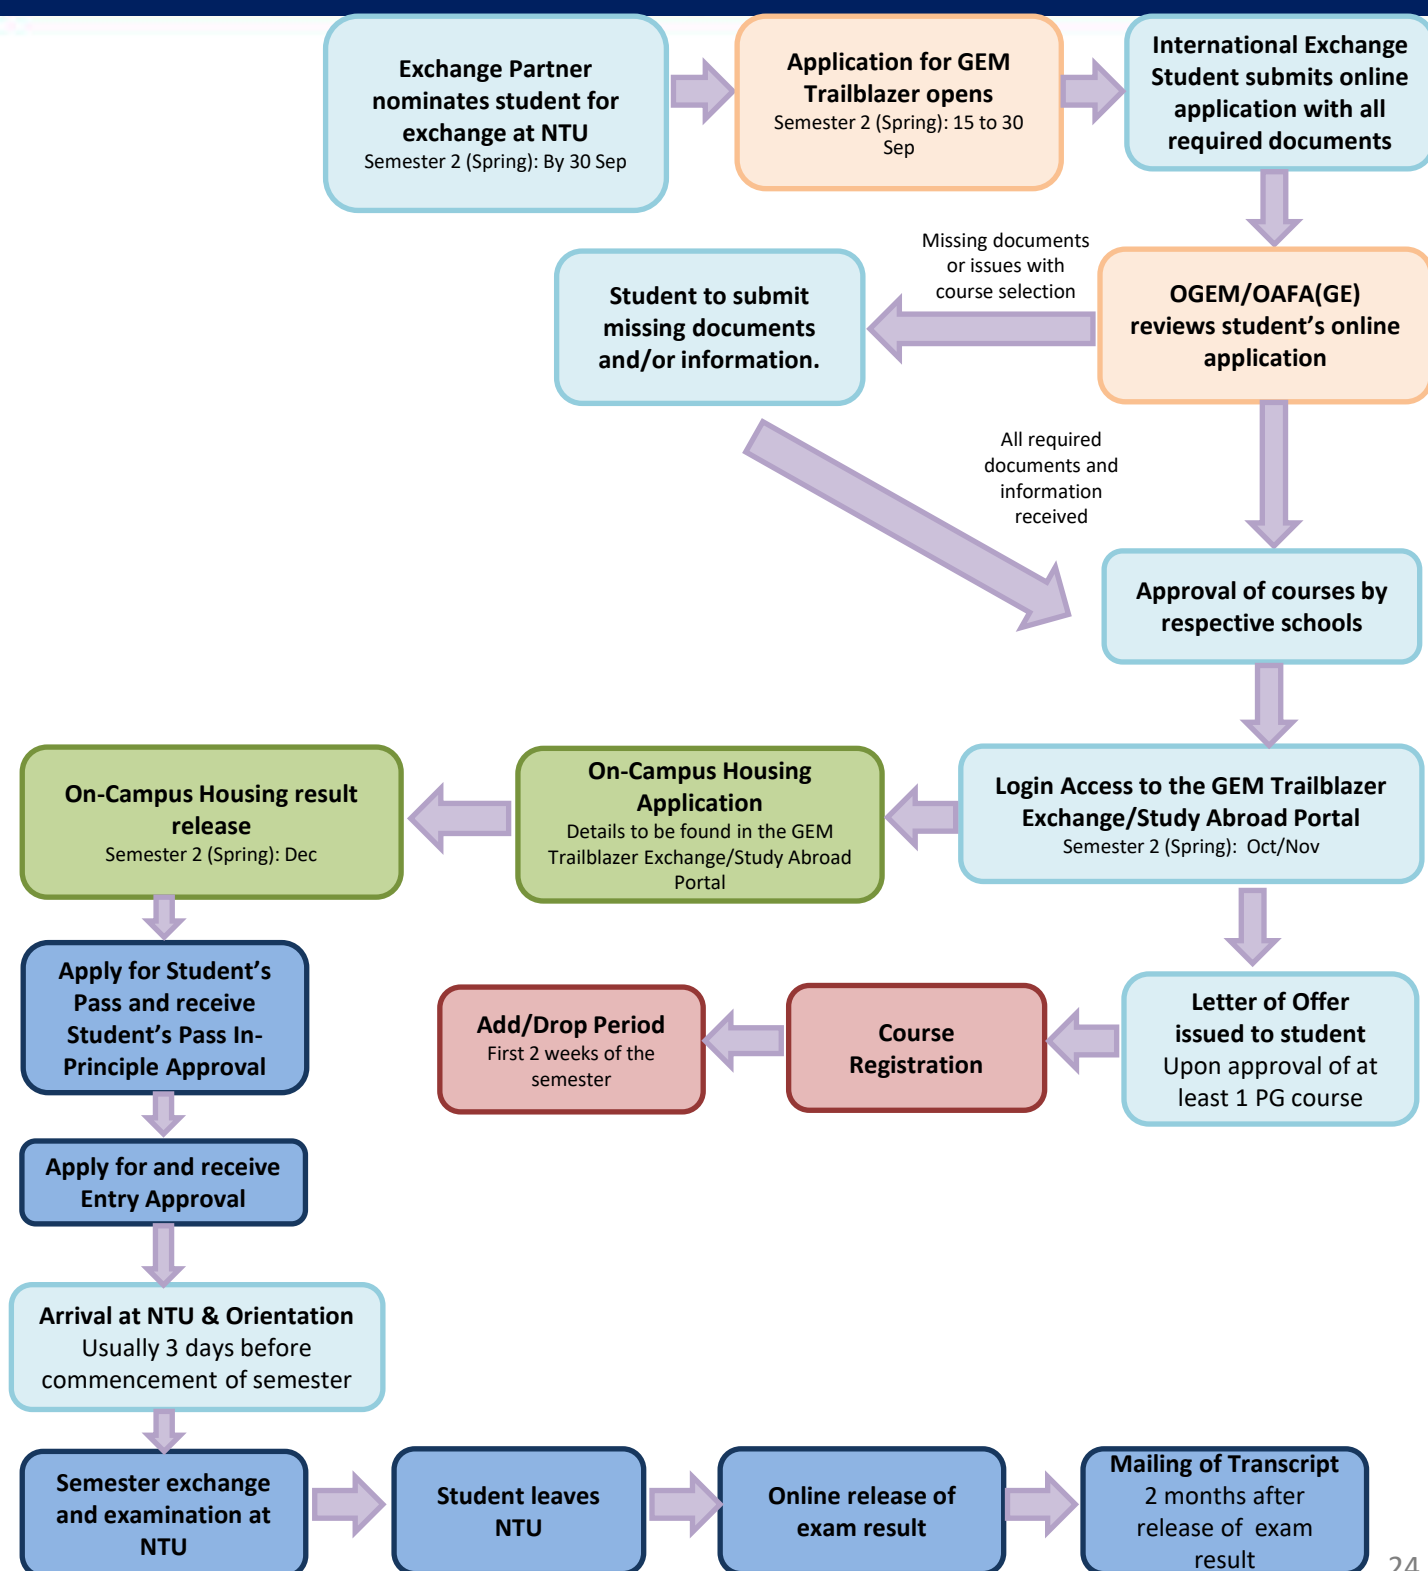 Exchange Partner
nominates student for
exchange at NTU
Semester 2 (Spring): By 30 Sep
Application for GEM
Trailblazer opens
Semester 2 (Spring): 15 to 30
Sep
International Exchange
Student submits online
application with all
required documents
Missing documents
or issues with
course selection
OGEM/OAFA(GE)
reviews student’s online
application
Student to submit
missing documents
and/or information.
All required
documents and
information
received
Approval of courses by
respective schools
Login Access to the GEM Trailblazer
Exchange/Study Abroad Portal
Semester 2 (Spring): Oct/Nov
On-Campus Housing
Application
Details to be found in the GEM
Trailblazer Exchange/Study Abroad
Portal
On-Campus Housing result
release
Semester 2 (Spring): Dec
Letter of Offer
issued to student
Upon approval of at
least 1 PG course
Course
Registration
Add/Drop Period
First 2 weeks of the
semester
Apply for Student’s
Pass and receive
Student’s Pass In-
Principle Approval
Apply for and receive
Entry Approval
Arrival at NTU & Orientation
Usually 3 days before
commencement of semester
Semester exchange
and examination at
NTU
Student leaves
NTU
Online release of
exam result
Mailing of Transcript
2 months after
release of exam
result
24